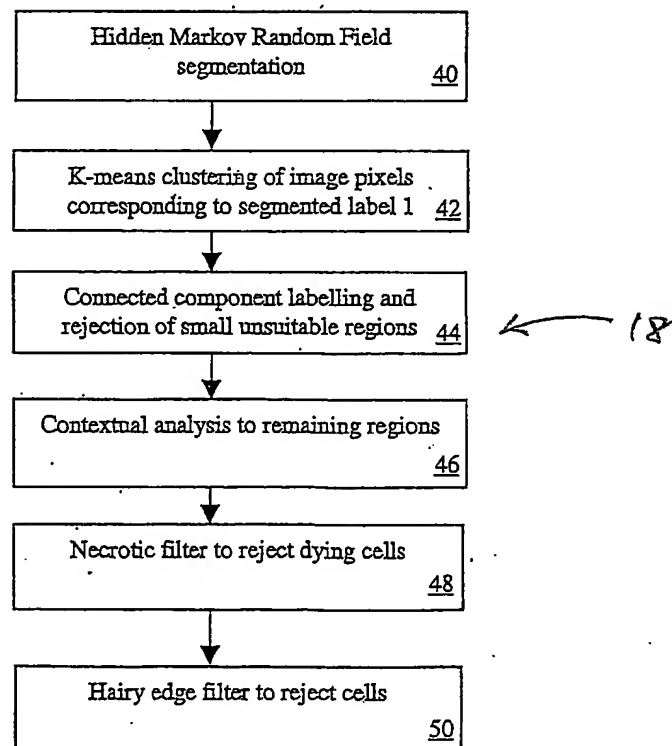 Hidden Markov Random Field
segmentation
40
K-means clustering of image pixels
corresponding to segmented label 1 42
Connected component labelling and
rejection of small unsuitable regions 44
18
Contextual analysis to remaining regions
46
Necrotic filter to reject dying cells
48
Hairy edge filter to reject cells
50